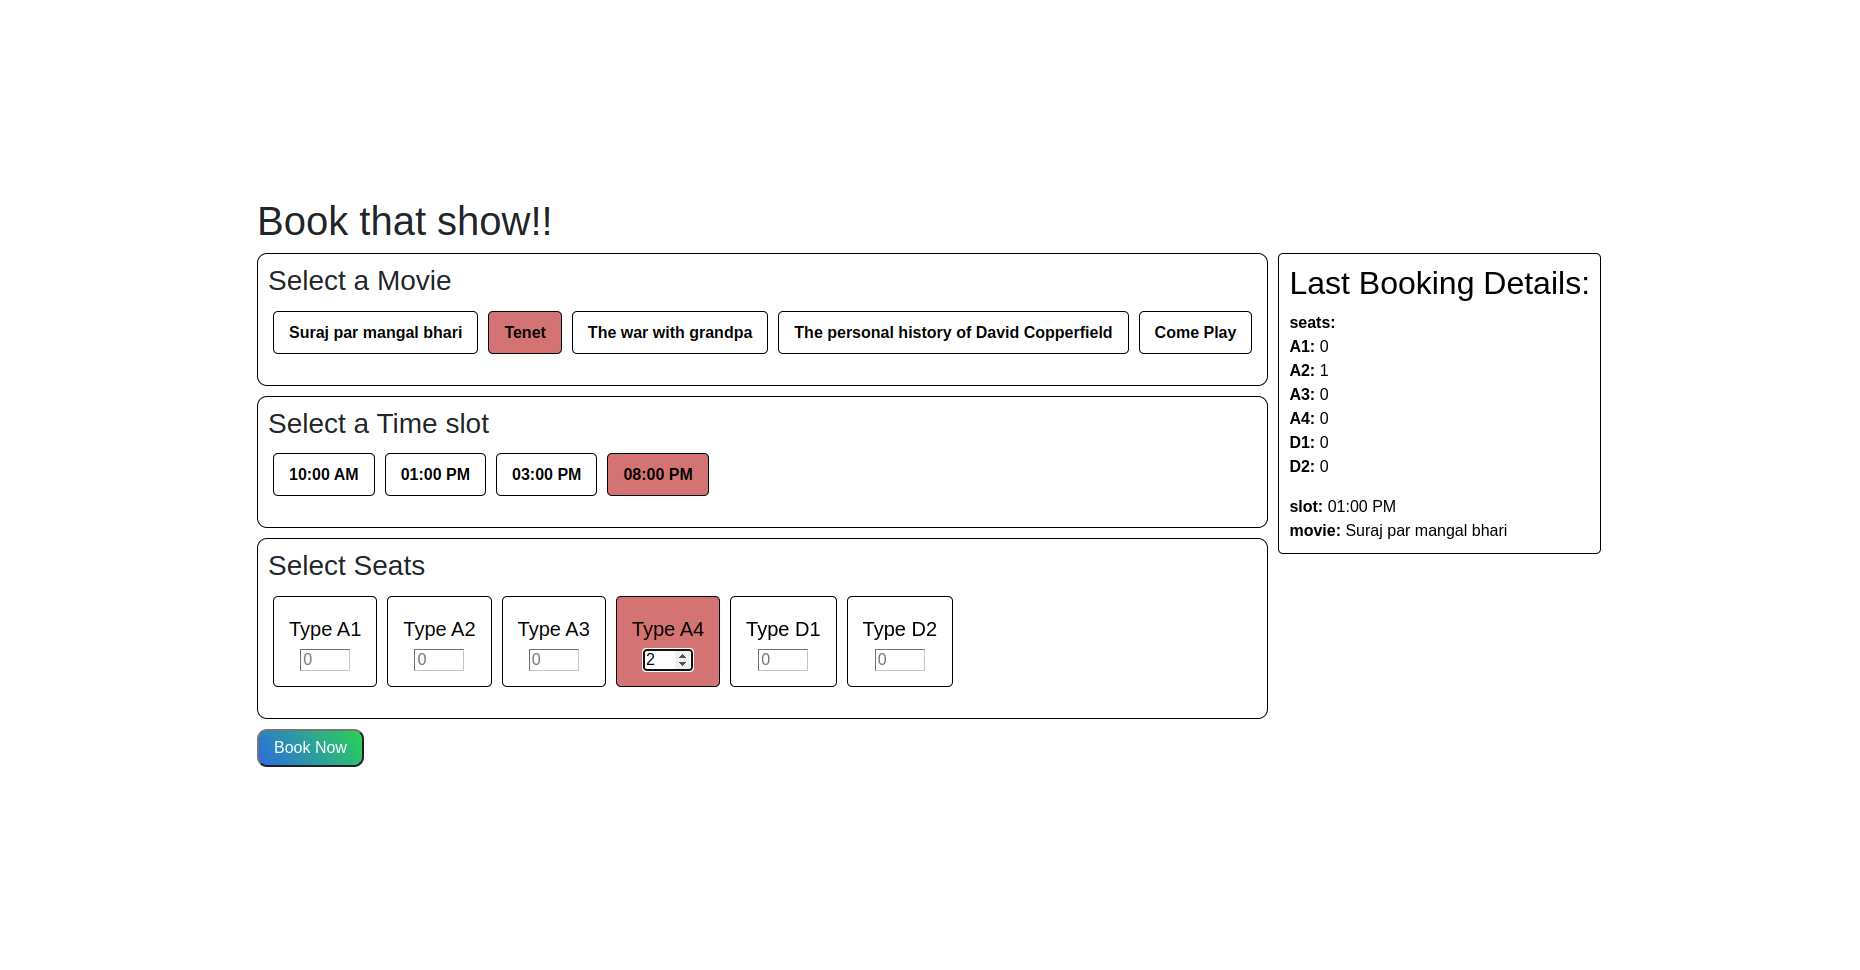 Book that show!!
Select a Movie
Suraj par mangal bhari Tenet The war with grandpa The personal history of David Copperfield Come Play
Select a Time slot
10:00 AM 01:00 PM 03:00 PM 08:00 PM
Select Seats
Type A1 Type A2 Type A3 Type A4 Type D1 Type D2
0 0 0 2 0 0
Book Now
Last Booking Details:
seats:
A1: 0
A2: 1
A3: 0
A4: 0
D1: 0
D2: 0
slot: 01:00 PM
movie: Suraj par mangal bhari